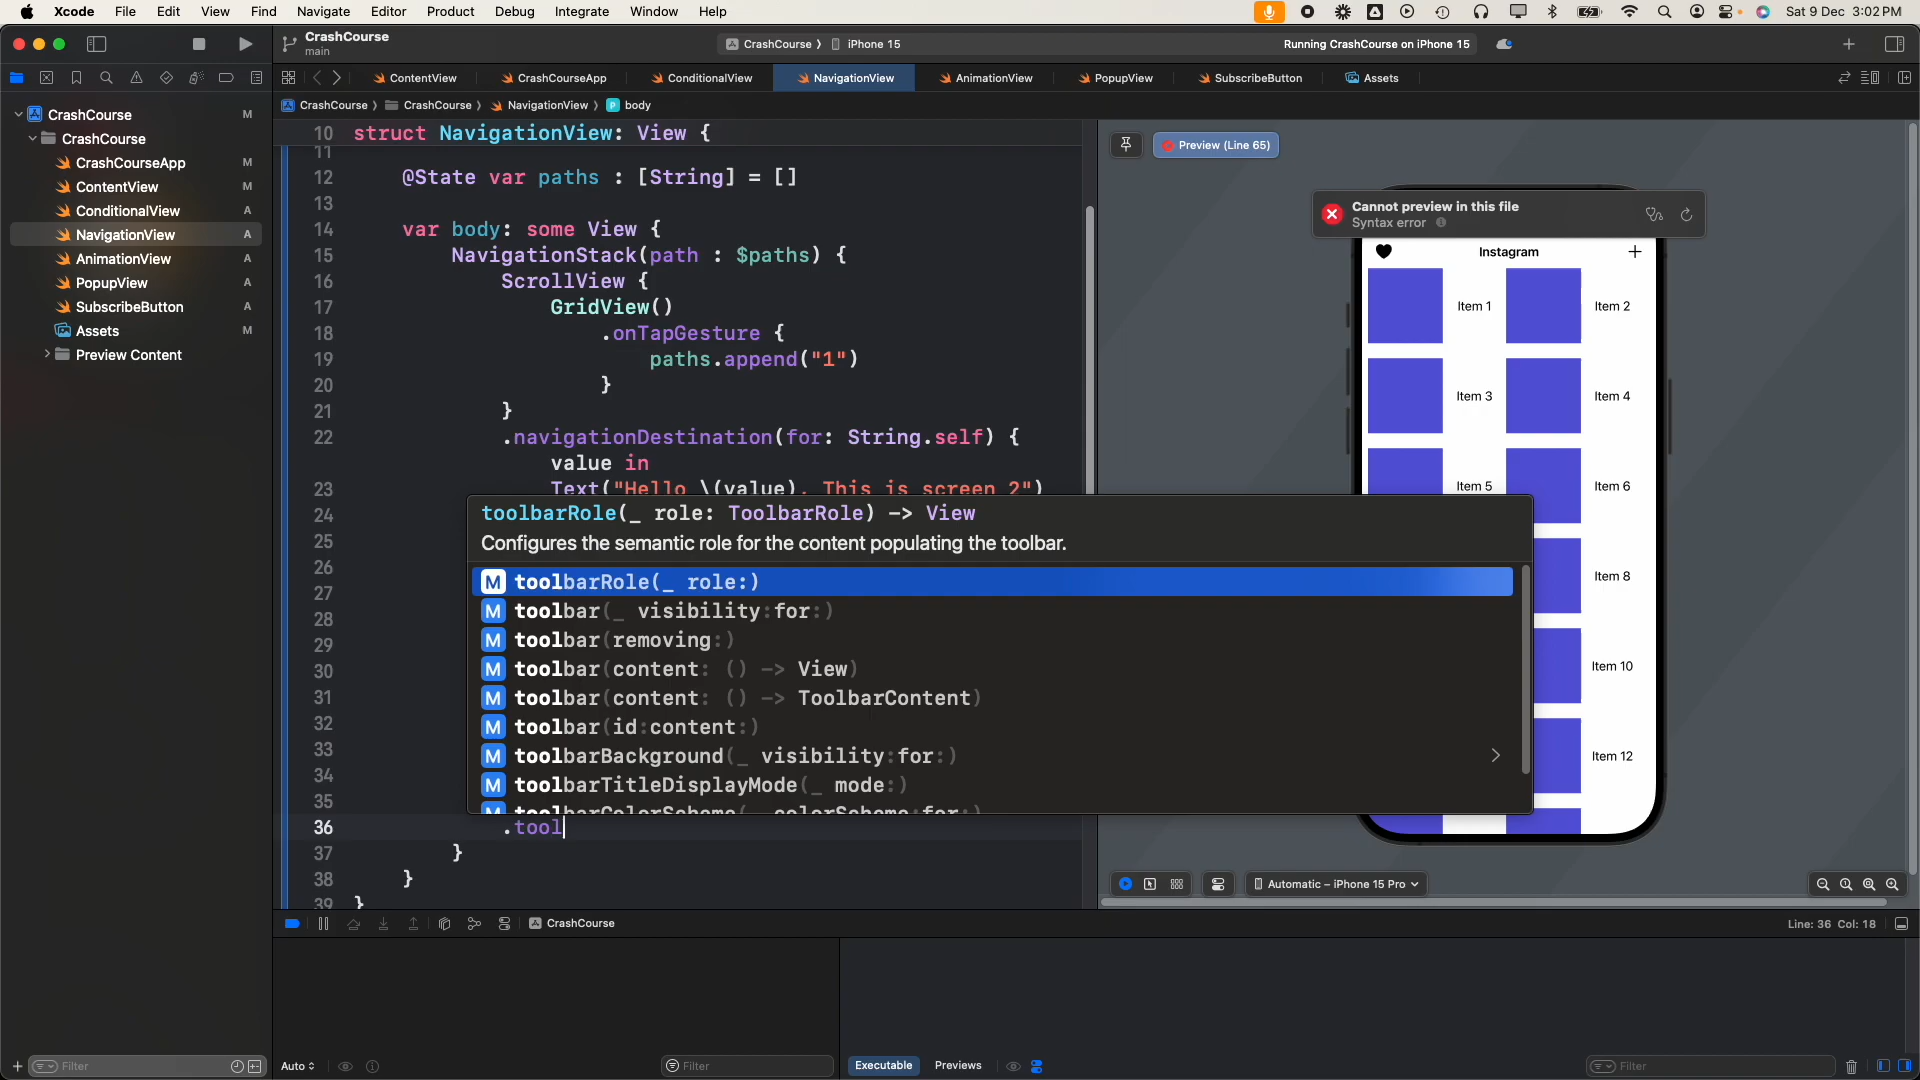 Xcode File Edit View Find Navigate Editor Product Debug Integrate Window Help Sat 9 Dec 3:02 PM
CrashCourse
main
CrashCourse iPhone 15 Running CrashCourse on iPhone 15
ContentView CrashCourseApp ConditionalView NavigationView AnimationView PopupView SubscribeButton Assets
CrashCourse CrashCourse NavigationView P body
CrashCourse M
CrashCourse
CrashCourseApp M
ContentView M
ConditionalView A
NavigationView A
AnimationView A
PopupView A
SubscribeButton A
Assets M
Preview Content
10 struct NavigationView: View {
11
12 @State var paths : [String] = []
13
14 var body: some View {
15 NavigationStack(path : $paths) {
16 ScrollView {
17 GridView()
18 .onTapGesture {
19 paths.append("1")
20 }
21 }
22 .navigationDestination(for: String.self) {
value in
23 Text("Hello \(value). This is screen 2")
24
25
26
27
28
29
30
31
32
33
34
35
36 .tool
37 }
38 }
39 }
toolbarRole(_ role: ToolbarRole) -> View
Configures the semantic role for the content populating the toolbar.
M toolbarRole(_ role:)
M toolbar(_ visibility:for:)
M toolbar(removing:)
M toolbar(content: () -> View)
M toolbar(content: () -> ToolbarContent)
M toolbar(id:content:)
M toolbarBackground(_ visibility:for:)
M toolbarTitleDisplayMode(_ mode:)
M toolbarColorScheme(_ colorScheme:for:)
Preview (Line 65)
Cannot preview in this file
Syntax error
Instagram
Item 1 Item 2
Item 3 Item 4
Item 5 Item 6
Item 8
Item 10
Item 12
Automatic – iPhone 15 Pro
CrashCourse Line: 36 Col: 18
Filter Auto Filter Executable Previews Filter